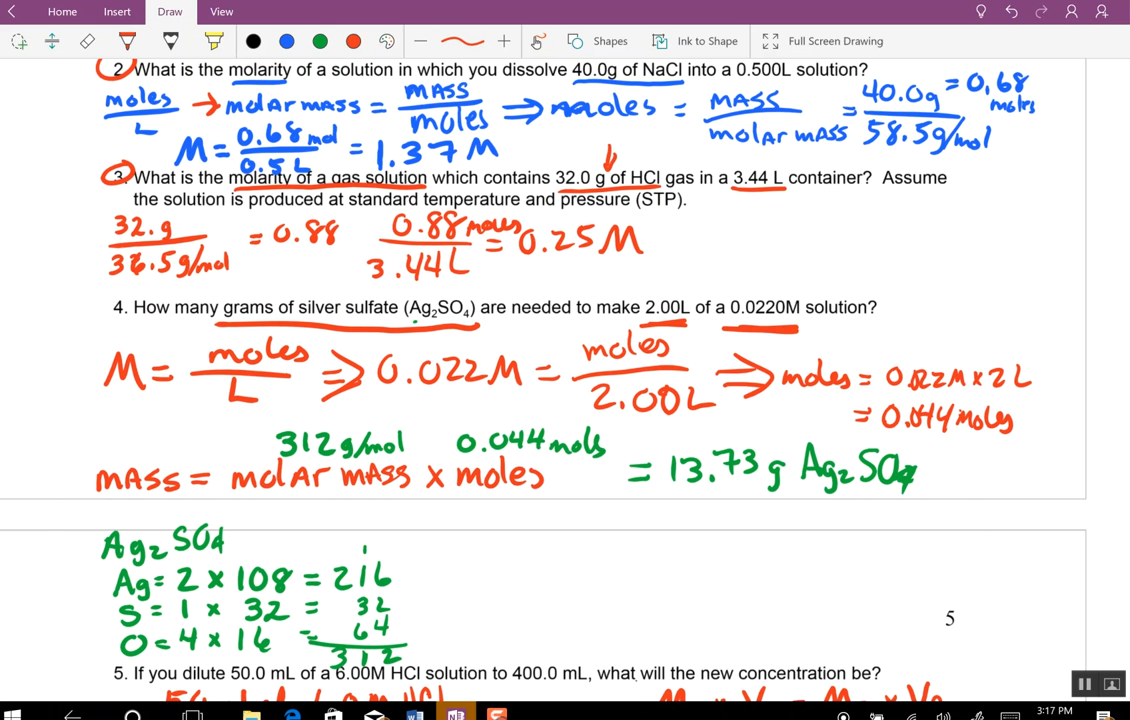 Home Insert Draw View
Shapes Ink to Shape Full Screen Drawing
2. What is the molarity of a solution in which you dissolve 40.0g of NaCl into a 0.500L solution?
moles / L → molAr mASS = mASS / moles ⇒ moles = mASS / molAr mASS = 40.0g / 58.5g/mol = 0.68 moles
M = 0.68 mol / 0.5 L = 1.37 M
3. What is the molarity of a gas solution which contains 32.0 g of HCl gas in a 3.44 L container? Assume
the solution is produced at standard temperature and pressure (STP).
32.g / 36.5g/mol = 0.88 0.88 moles / 3.44L = 0.25 M
4. How many grams of silver sulfate (Ag₂SO₄) are needed to make 2.00L of a 0.0220M solution?
M = moles / L ⇒ 0.022M = moles / 2.00L ⇒ moles = 0.022M × 2L
= 0.044 moles
312g/mol 0.044 mols
mASS = molAr mASS × moles = 13.73 g Ag₂SO₄
Ag₂SO₄
Ag = 2 × 108 = 216
S = 1 × 32 = 32
O = 4 × 16 = 64
312
5
5. If you dilute 50.0 mL of a 6.00M HCl solution to 400.0 mL, what will the new concentration be?
3:17 PM